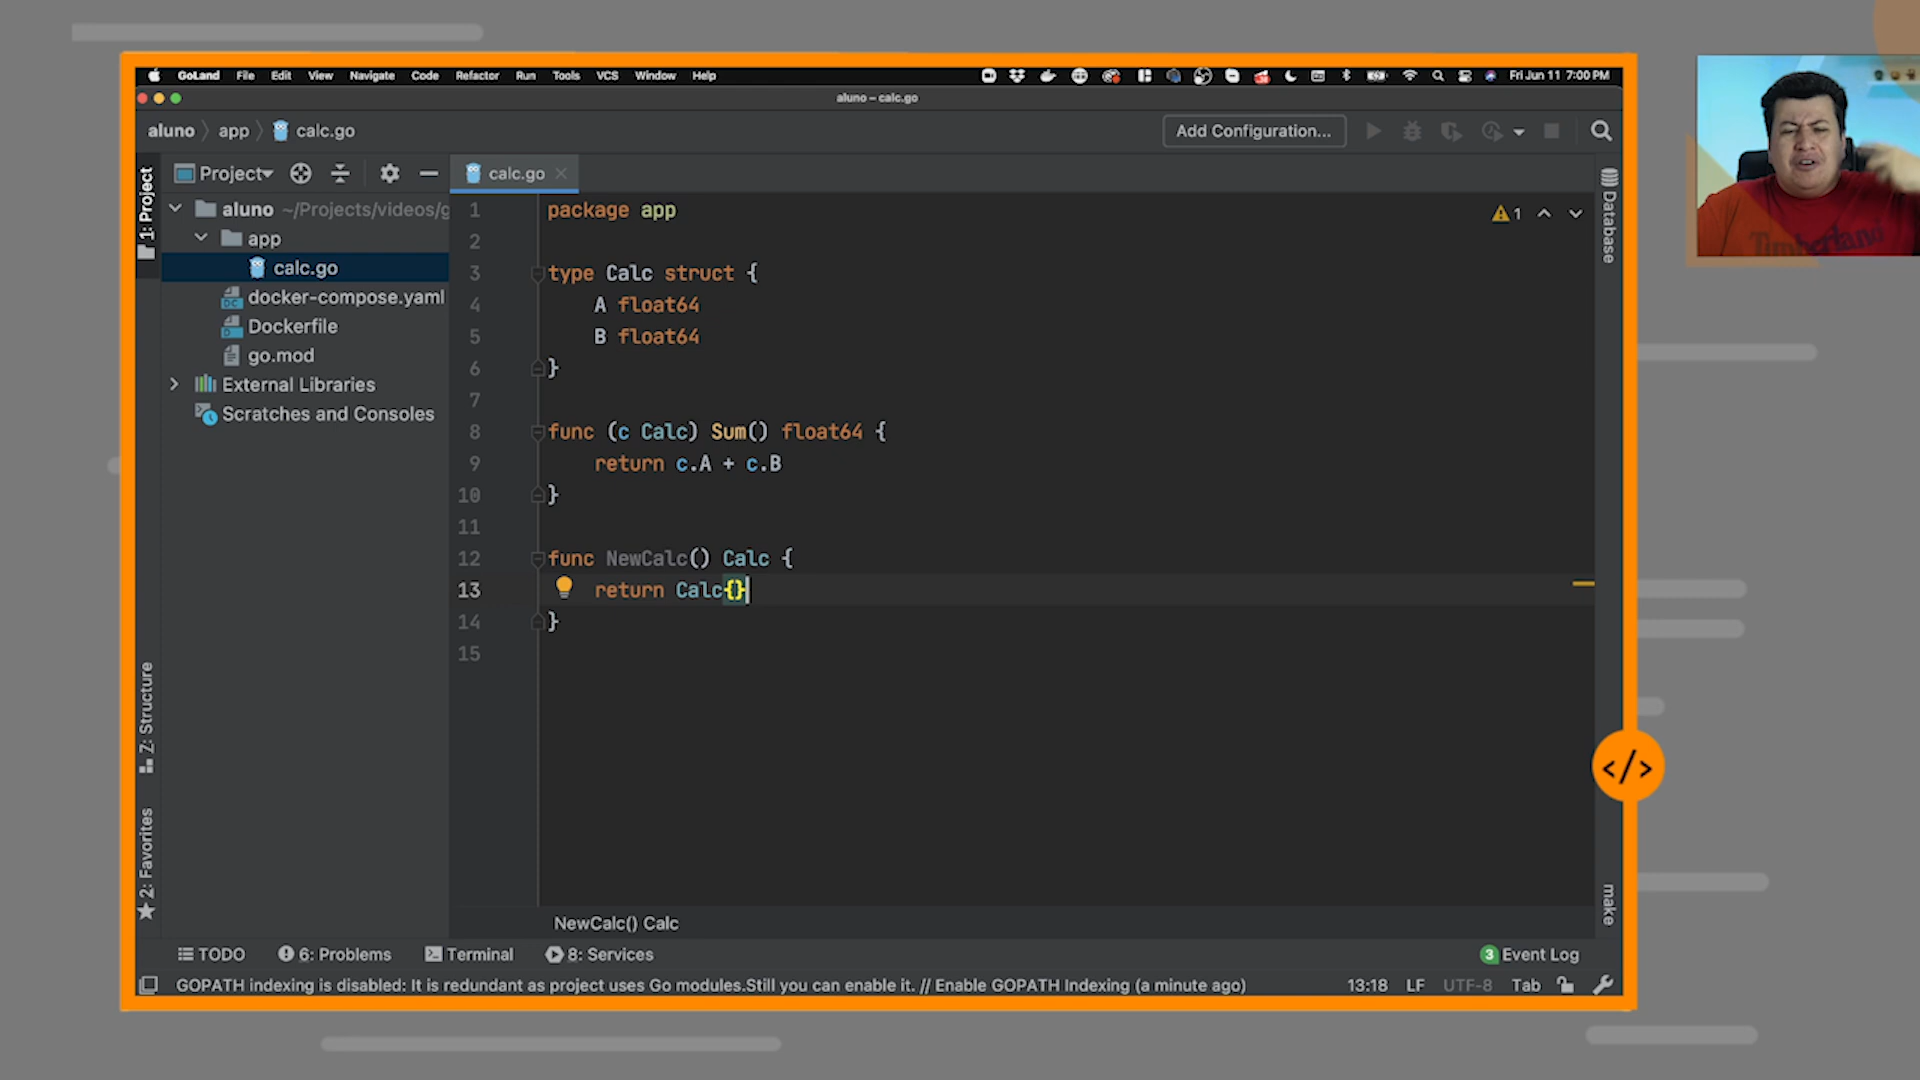 GoLand File Edit View Navigate Code Refactor Run Tools VCS Window Help
Fri Jun 11 7:00 PM
aluno – calc.go
aluno app calc.go
Add Configuration...
1: Project
Project
calc.go
Database
aluno ~/Projects/videos/g
app
calc.go
docker-compose.yaml
Dockerfile
go.mod
External Libraries
Scratches and Consoles
1 package app
2
3 type Calc struct {
4 A float64
5 B float64
6 }
7
8 func (c Calc) Sum() float64 {
9 return c.A + c.B
10 }
11
12 func NewCalc() Calc {
13 return Calc{}
14 }
15
1
Timberland
</>
Z: Structure
2: Favorites
make
NewCalc() Calc
TODO 6: Problems Terminal 8: Services
3 Event Log
GOPATH indexing is disabled: It is redundant as project uses Go modules.Still you can enable it. // Enable GOPATH Indexing (a minute ago)
13:18 LF UTF-8 Tab